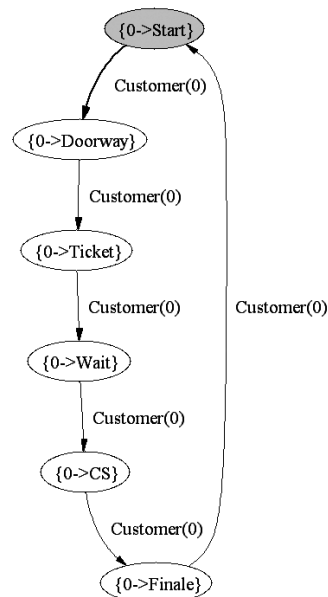 {0->Start}
Customer(0)
{0->Doorway}
Customer(0)
{0->Ticket}
Customer(0)
Customer(0)
{0->Wait}
Customer(0)
{0->CS}
Customer(0)
{0->Finale}